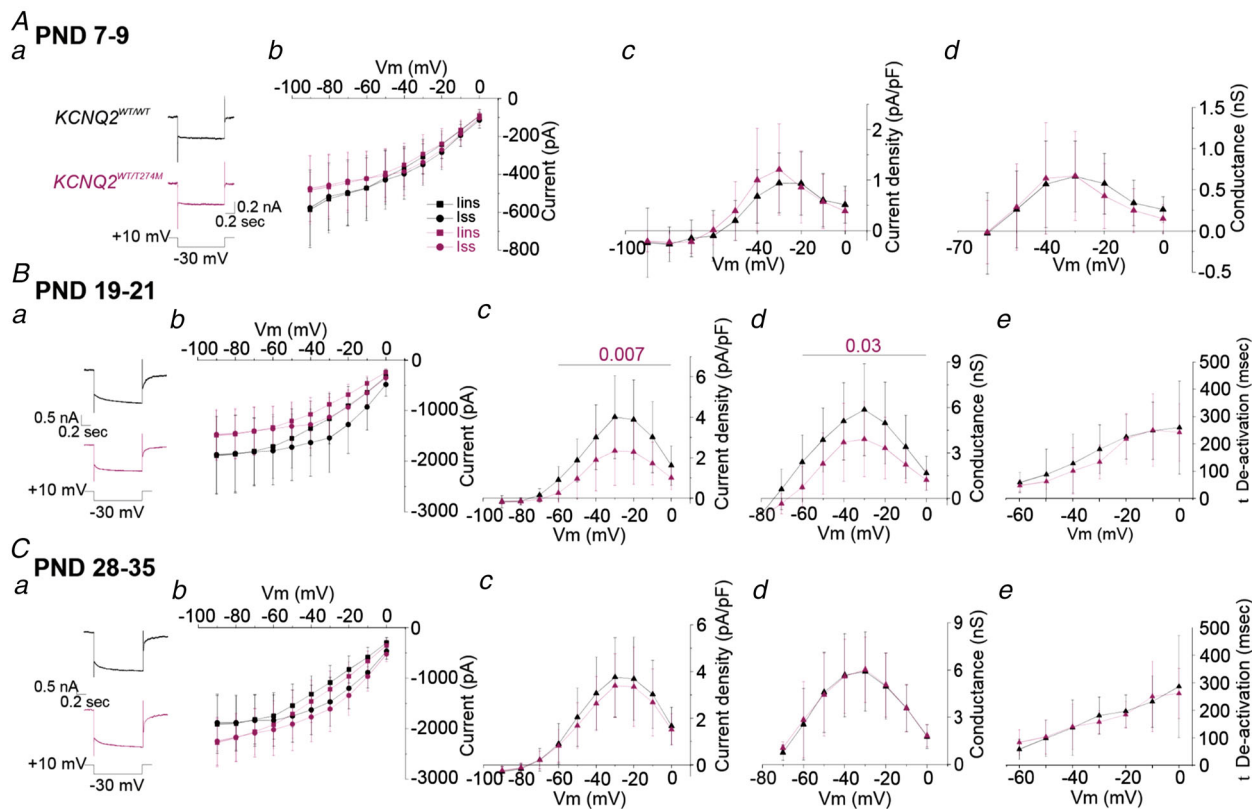 A
PND 7-9
a
KCNQ2WT/WT
KCNQ2WT/T274M
0.2 nA
0.2 sec
+10 mV
-30 mV
b
Vm (mV)
-100 -80 -60 -40 -20 0
0
-200
-400
-600
-800
Current (pA)
Iins
Iss
Iins
Iss
c
2
1
0
Current density (pA/pF)
-100
-40 -20 0
Vm (mV)
d
1.5
1.0
0.5
0.0
-0.5
Conductance (nS)
-70 -60 -40 -20 0
Vm (mV)
B
PND 19-21
a
0.5 nA
0.2 sec
+10 mV
-30 mV
b
Vm (mV)
-100 -80 -60 -40 -20 0
0
-1000
-2000
-3000
Current (pA)
c
0.007
6
4
2
0
Current density (pA/pF)
-100 -80 -60 -40 -20 0
Vm (mV)
d
0.03
9
6
3
0
Conductance (nS)
-80 -60 -40 -20 0
Vm (mV)
e
500
400
300
200
100
0
t De-activation (msec)
-60 -40 -20 0
Vm (mV)
C
PND 28-35
a
0.5 nA
0.2 sec
+10 mV
-30 mV
b
Vm (mV)
-100 -80 -60 -40 -20 0
0
-1000
-2000
-3000
Current (pA)
c
6
4
2
0
Current density (pA/pF)
-100 -80 -60 -40 -20 0
Vm (mV)
d
9
6
3
0
Conductance (nS)
-80 -60 -40 -20 0
Vm (mV)
e
500
400
300
200
100
0
t De-activation (msec)
-60 -40 -20 0
Vm (mV)